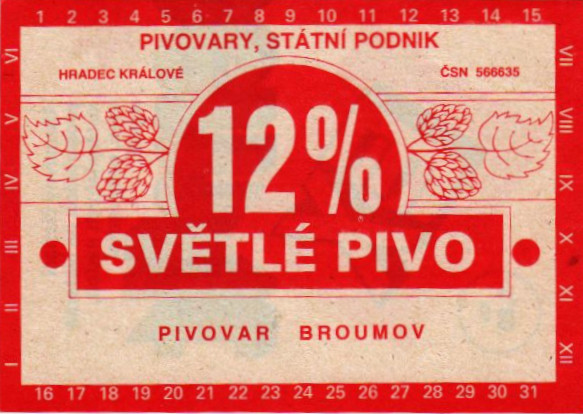 1 2 3 4 5 6 7 8 9 10 11 12 13 14 15
PIVOVARY, STÁTNÍ PODNIK
HRADEC KRÁLOVÉ ČSN 566635
12%
SVĚTLÉ PIVO
PIVOVAR BROUMOV
I II III IV V VI
VII VIII IX X XI XII
16 17 18 19 20 21 22 23 24 25 26 27 28 29 30 31